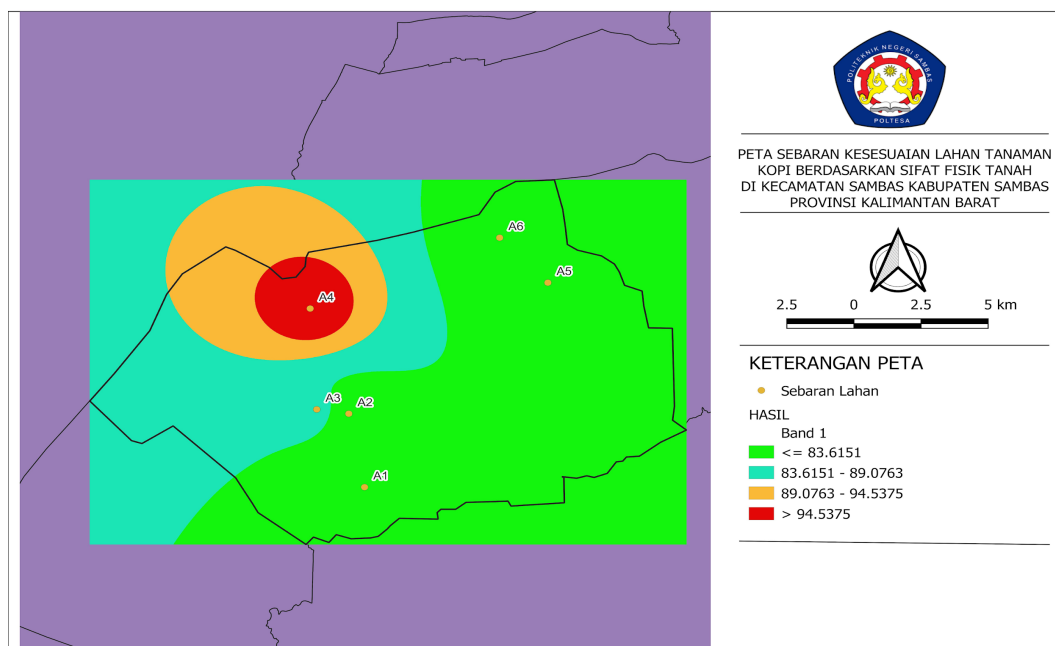 POLITEKNIK NEGERI SAMBAS
POLTESA
PETA SEBARAN KESESUAIAN LAHAN TANAMAN
KOPI BERDASARKAN SIFAT FISIK TANAH
DI KECAMATAN SAMBAS KABUPATEN SAMBAS
PROVINSI KALIMANTAN BARAT
2.5 0 2.5 5 km
KETERANGAN PETA
Sebaran Lahan
HASIL
Band 1
<= 83.6151
83.6151 - 89.0763
89.0763 - 94.5375
> 94.5375
A6
A5
A4
A3
A2
A1